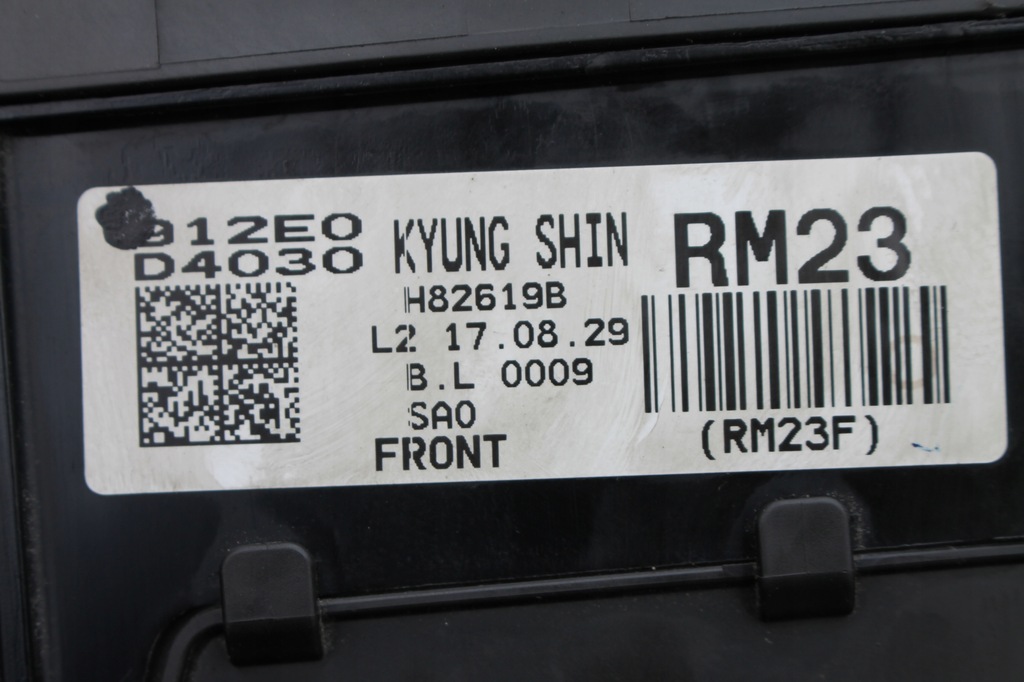 912E0
D4030
KYUNG SHIN
H82619B
L2 17.08.29
B.L 0009
SA0
FRONT
RM23
(RM23F)